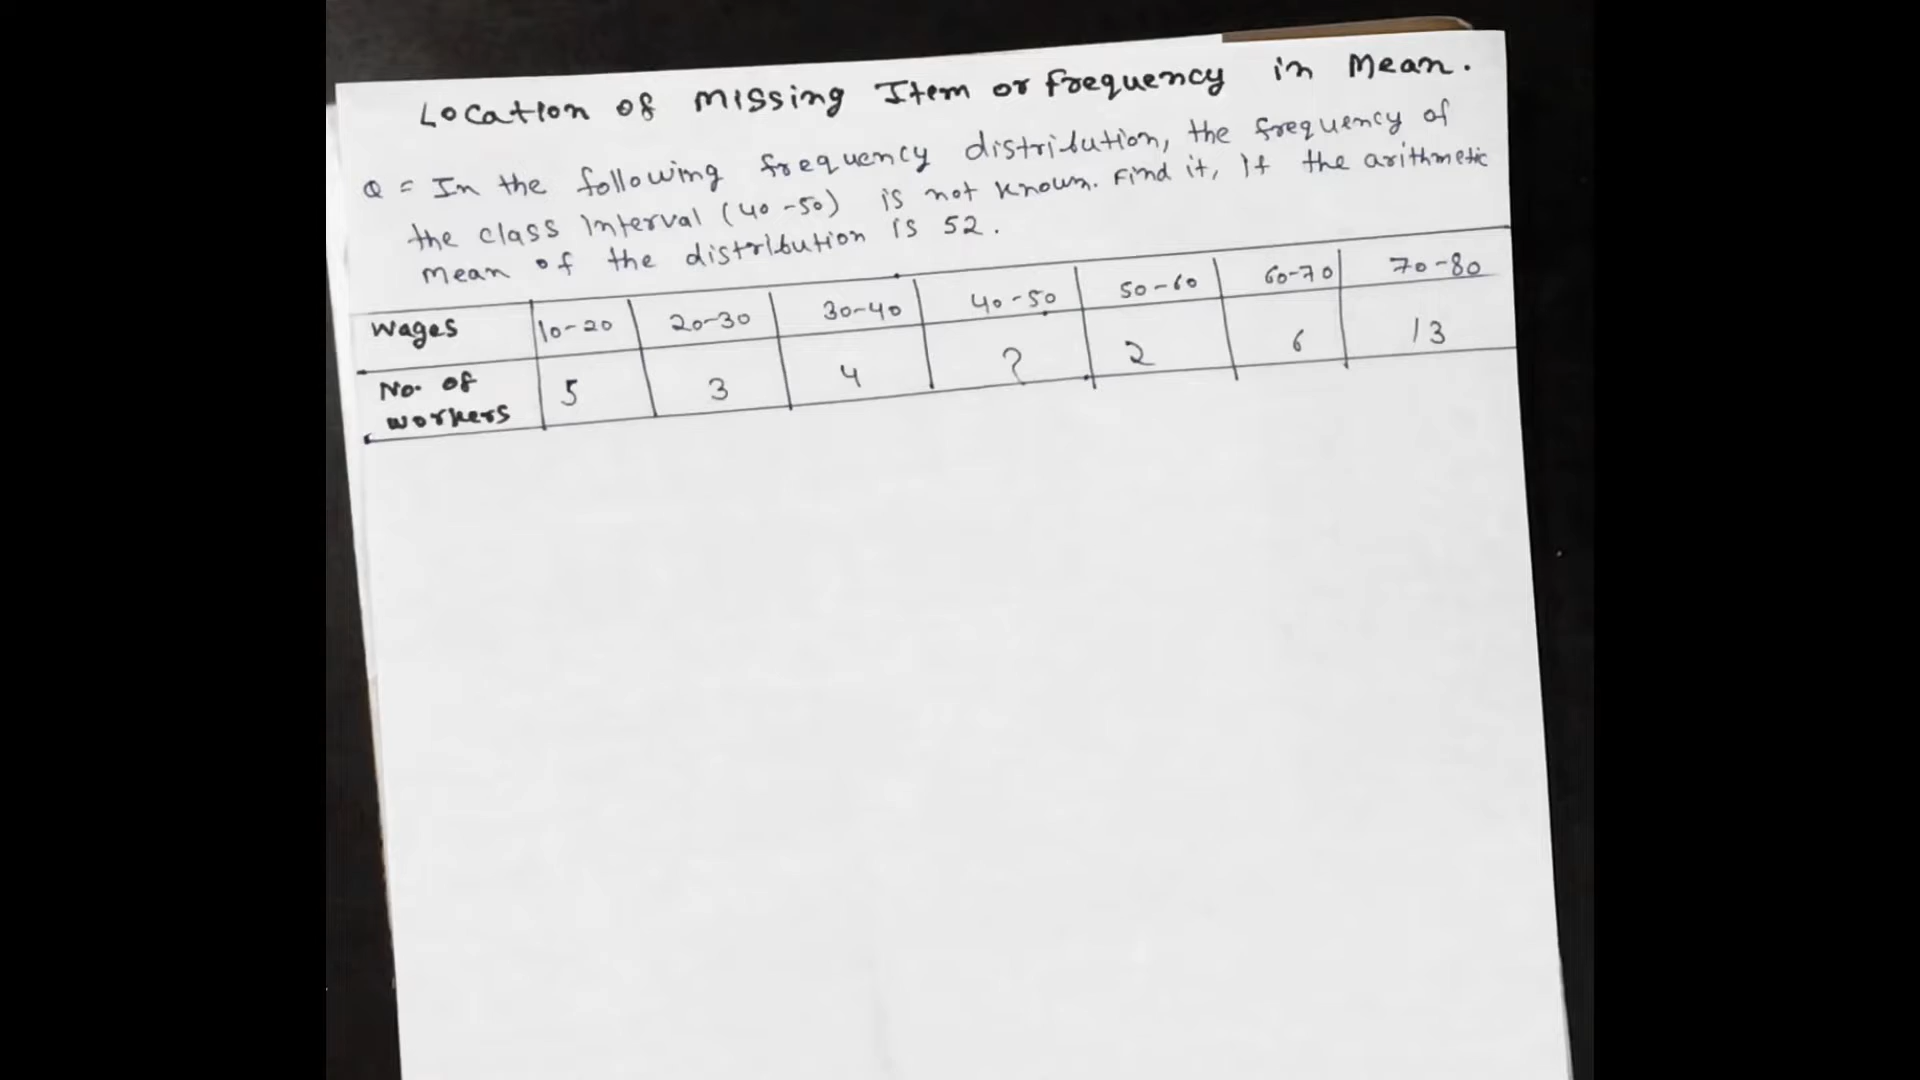 Location of Missing Item or frequency in Mean.
Q = In the following frequency distribution, the frequency of
the class Interval (40-50) is not known. Find it, If the arithmetic
Mean of the distribution is 52.
Wages 10-20 20-30 30-40 40-50 50-60 60-70 70-80
No. of workers 5 3 4 ? 2 6 13